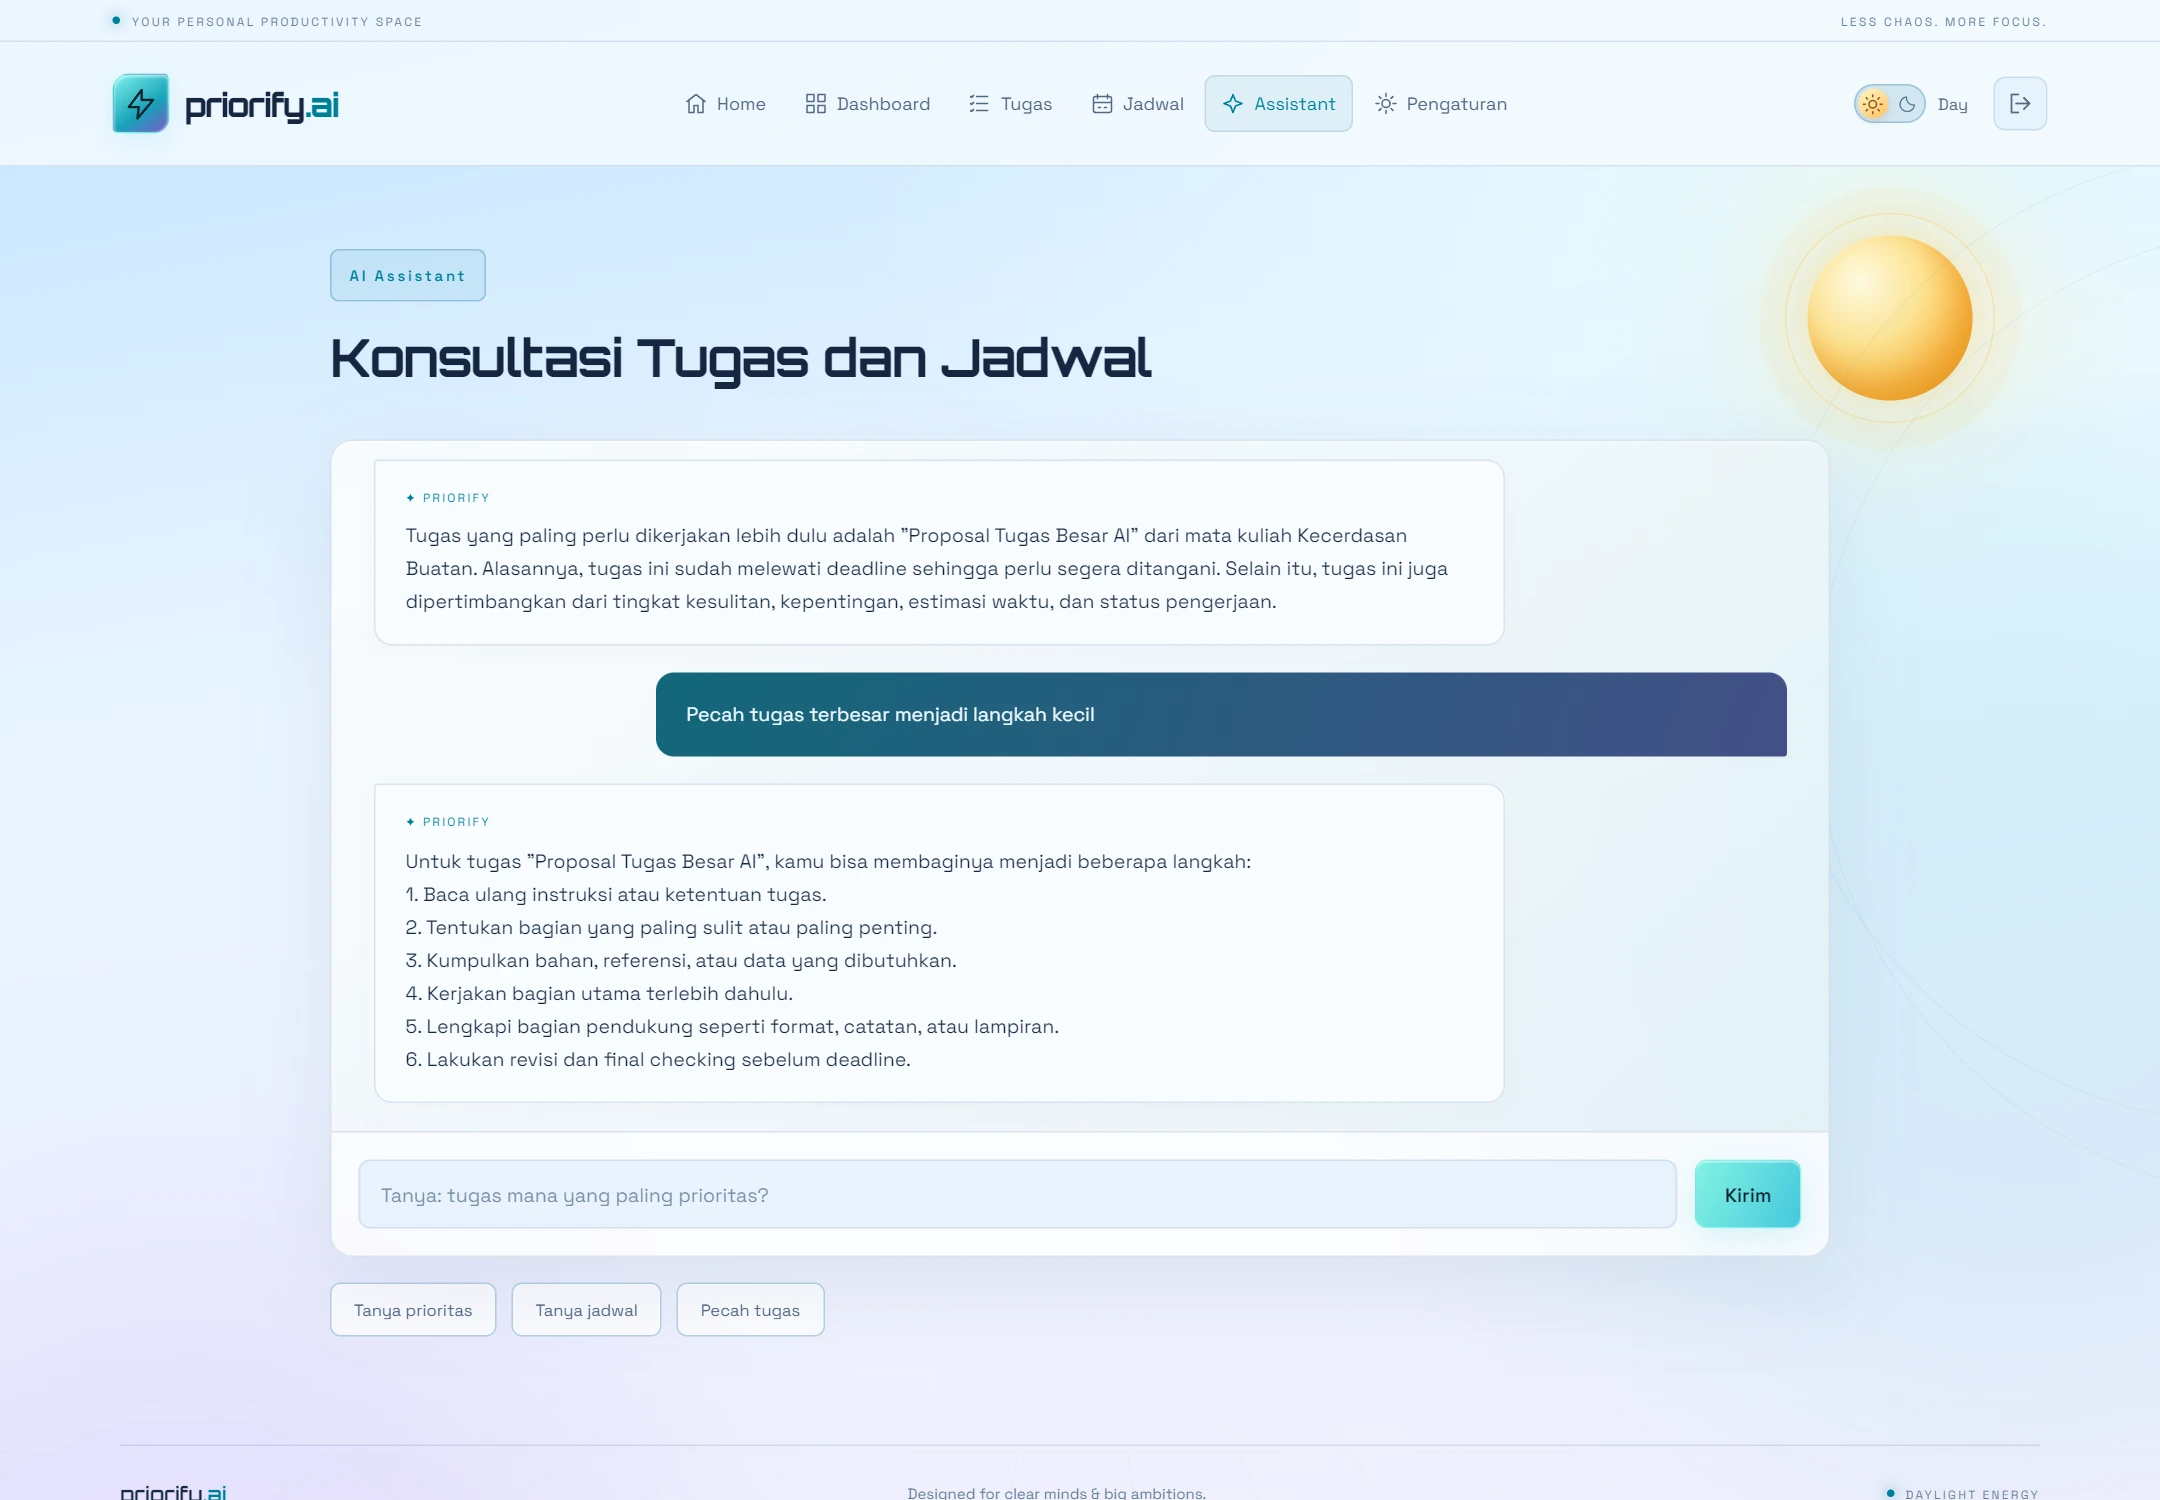 YOUR PERSONAL PRODUCTIVITY SPACE
LESS CHAOS. MORE FOCUS.
priorify.ai
Home
Dashboard
Tugas
Jadwal
Assistant
Pengaturan
Day
AI Assistant
Konsultasi Tugas dan Jadwal
✦ PRIORIFY
Tugas yang paling perlu dikerjakan lebih dulu adalah "Proposal Tugas Besar AI" dari mata kuliah Kecerdasan
Buatan. Alasannya, tugas ini sudah melewati deadline sehingga perlu segera ditangani. Selain itu, tugas ini juga
dipertimbangkan dari tingkat kesulitan, kepentingan, estimasi waktu, dan status pengerjaan.
Pecah tugas terbesar menjadi langkah kecil
✦ PRIORIFY
Untuk tugas "Proposal Tugas Besar AI", kamu bisa membaginya menjadi beberapa langkah:
1. Baca ulang instruksi atau ketentuan tugas.
2. Tentukan bagian yang paling sulit atau paling penting.
3. Kumpulkan bahan, referensi, atau data yang dibutuhkan.
4. Kerjakan bagian utama terlebih dahulu.
5. Lengkapi bagian pendukung seperti format, catatan, atau lampiran.
6. Lakukan revisi dan final checking sebelum deadline.
Tanya: tugas mana yang paling prioritas?
Kirim
Tanya prioritas
Tanya jadwal
Pecah tugas
priorify.ai
Designed for clear minds & big ambitions.
DAYLIGHT ENERGY